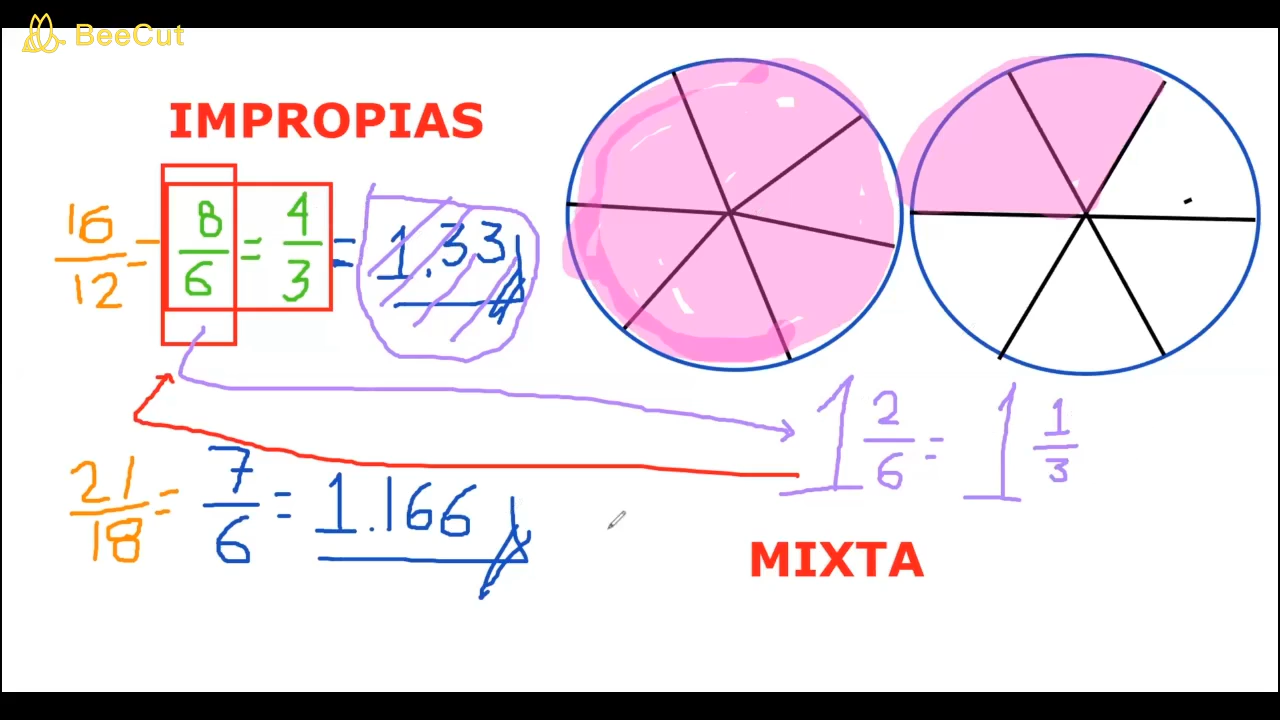 BeeCut
IMPROPIAS
16/12 = 8/6 = 4/3 = 1.33
1 2/6 = 1 1/3
21/18 = 7/6 = 1.166
MIXTA